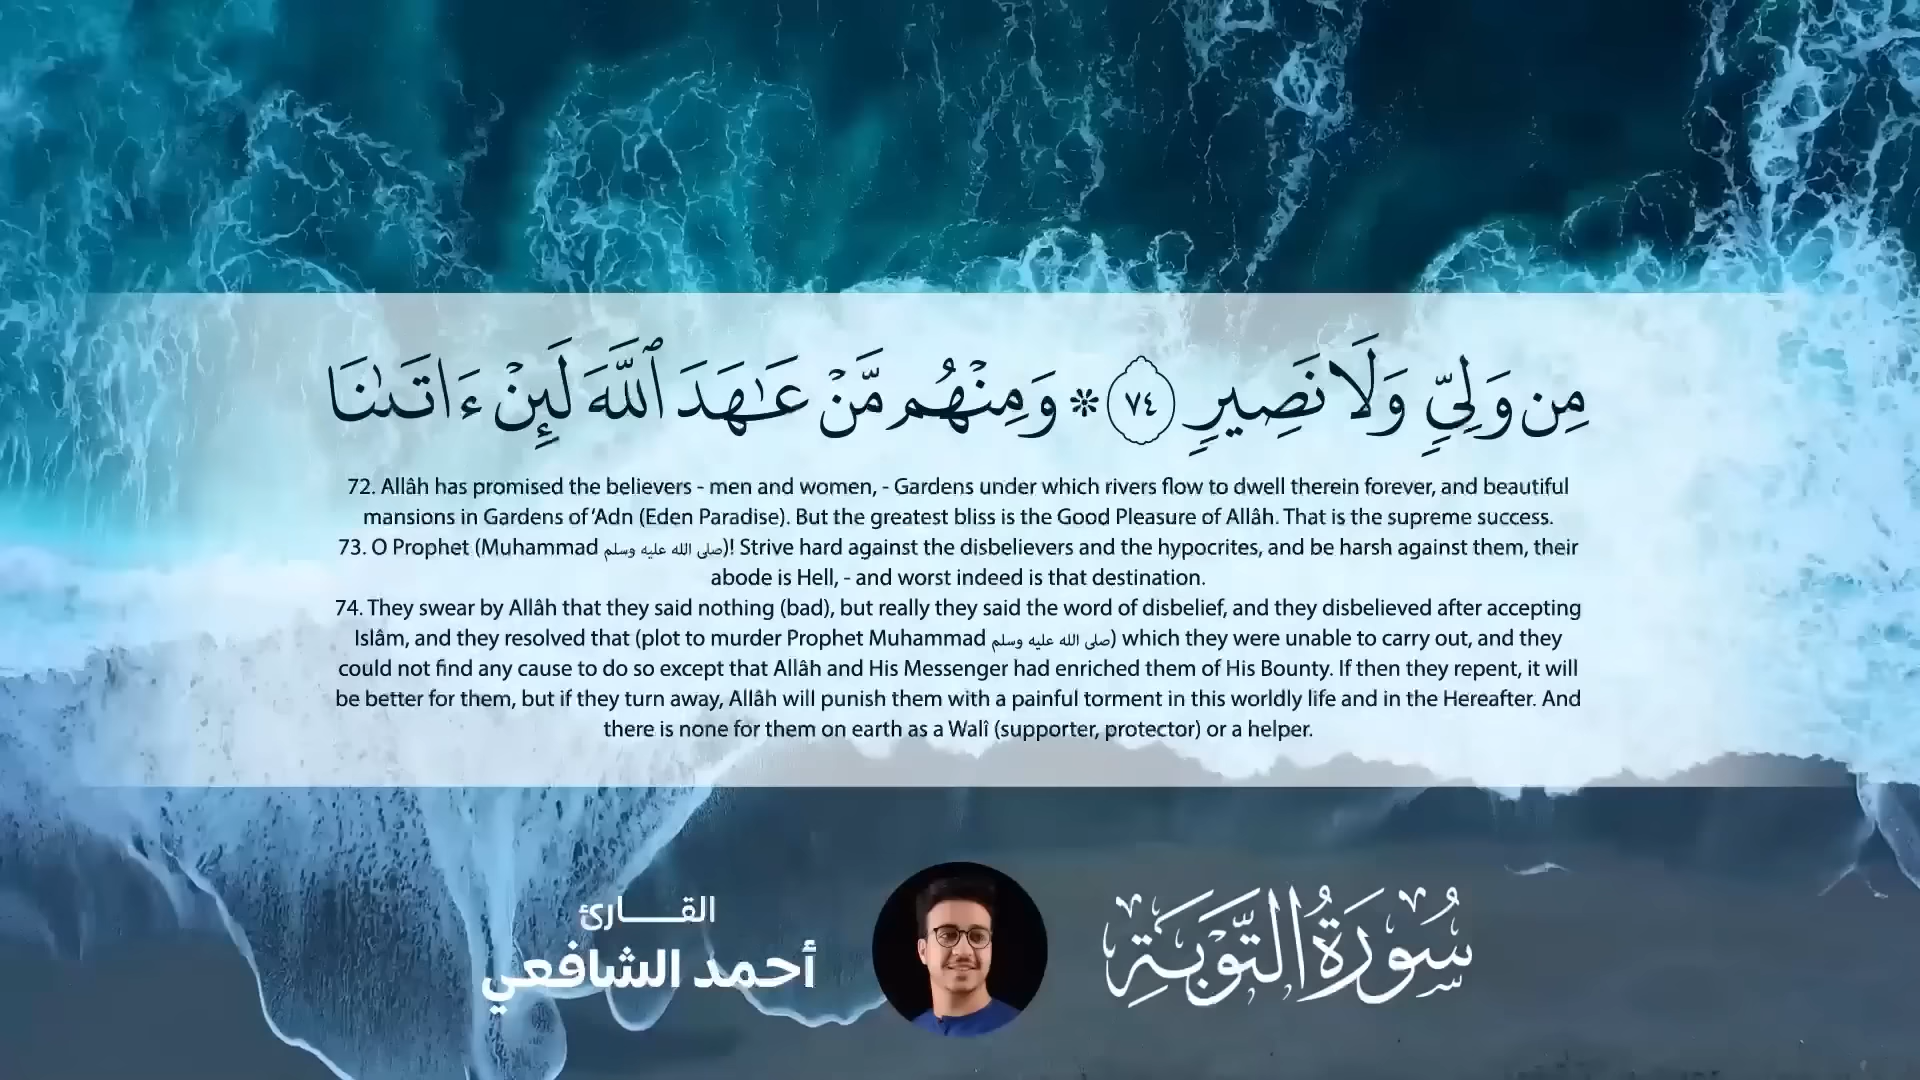 مِن وَلِيٍّ وَلَا نَصِيرٍ ٧٤ ۞ وَمِنْهُم مَّنْ عَـٰهَدَ ٱللَّهَ لَئِنْ ءَاتَىٰنَا
72. Allâh has promised the believers - men and women, - Gardens under which rivers flow to dwell therein forever, and beautiful
mansions in Gardens of ‘Adn (Eden Paradise). But the greatest bliss is the Good Pleasure of Allâh. That is the supreme success.
73. O Prophet (Muhammad صلى الله عليه وسلم)! Strive hard against the disbelievers and the hypocrites, and be harsh against them, their
abode is Hell, - and worst indeed is that destination.
74. They swear by Allâh that they said nothing (bad), but really they said the word of disbelief, and they disbelieved after accepting
Islâm, and they resolved that (plot to murder Prophet Muhammad صلى الله عليه وسلم) which they were unable to carry out, and they
could not find any cause to do so except that Allâh and His Messenger had enriched them of His Bounty. If then they repent, it will
be better for them, but if they turn away, Allâh will punish them with a painful torment in this worldly life and in the Hereafter. And
there is none for them on earth as a Walî (supporter, protector) or a helper.
سُورَةُ التَّوْبَةِ
القـــــارئ
أحمد الشافعي